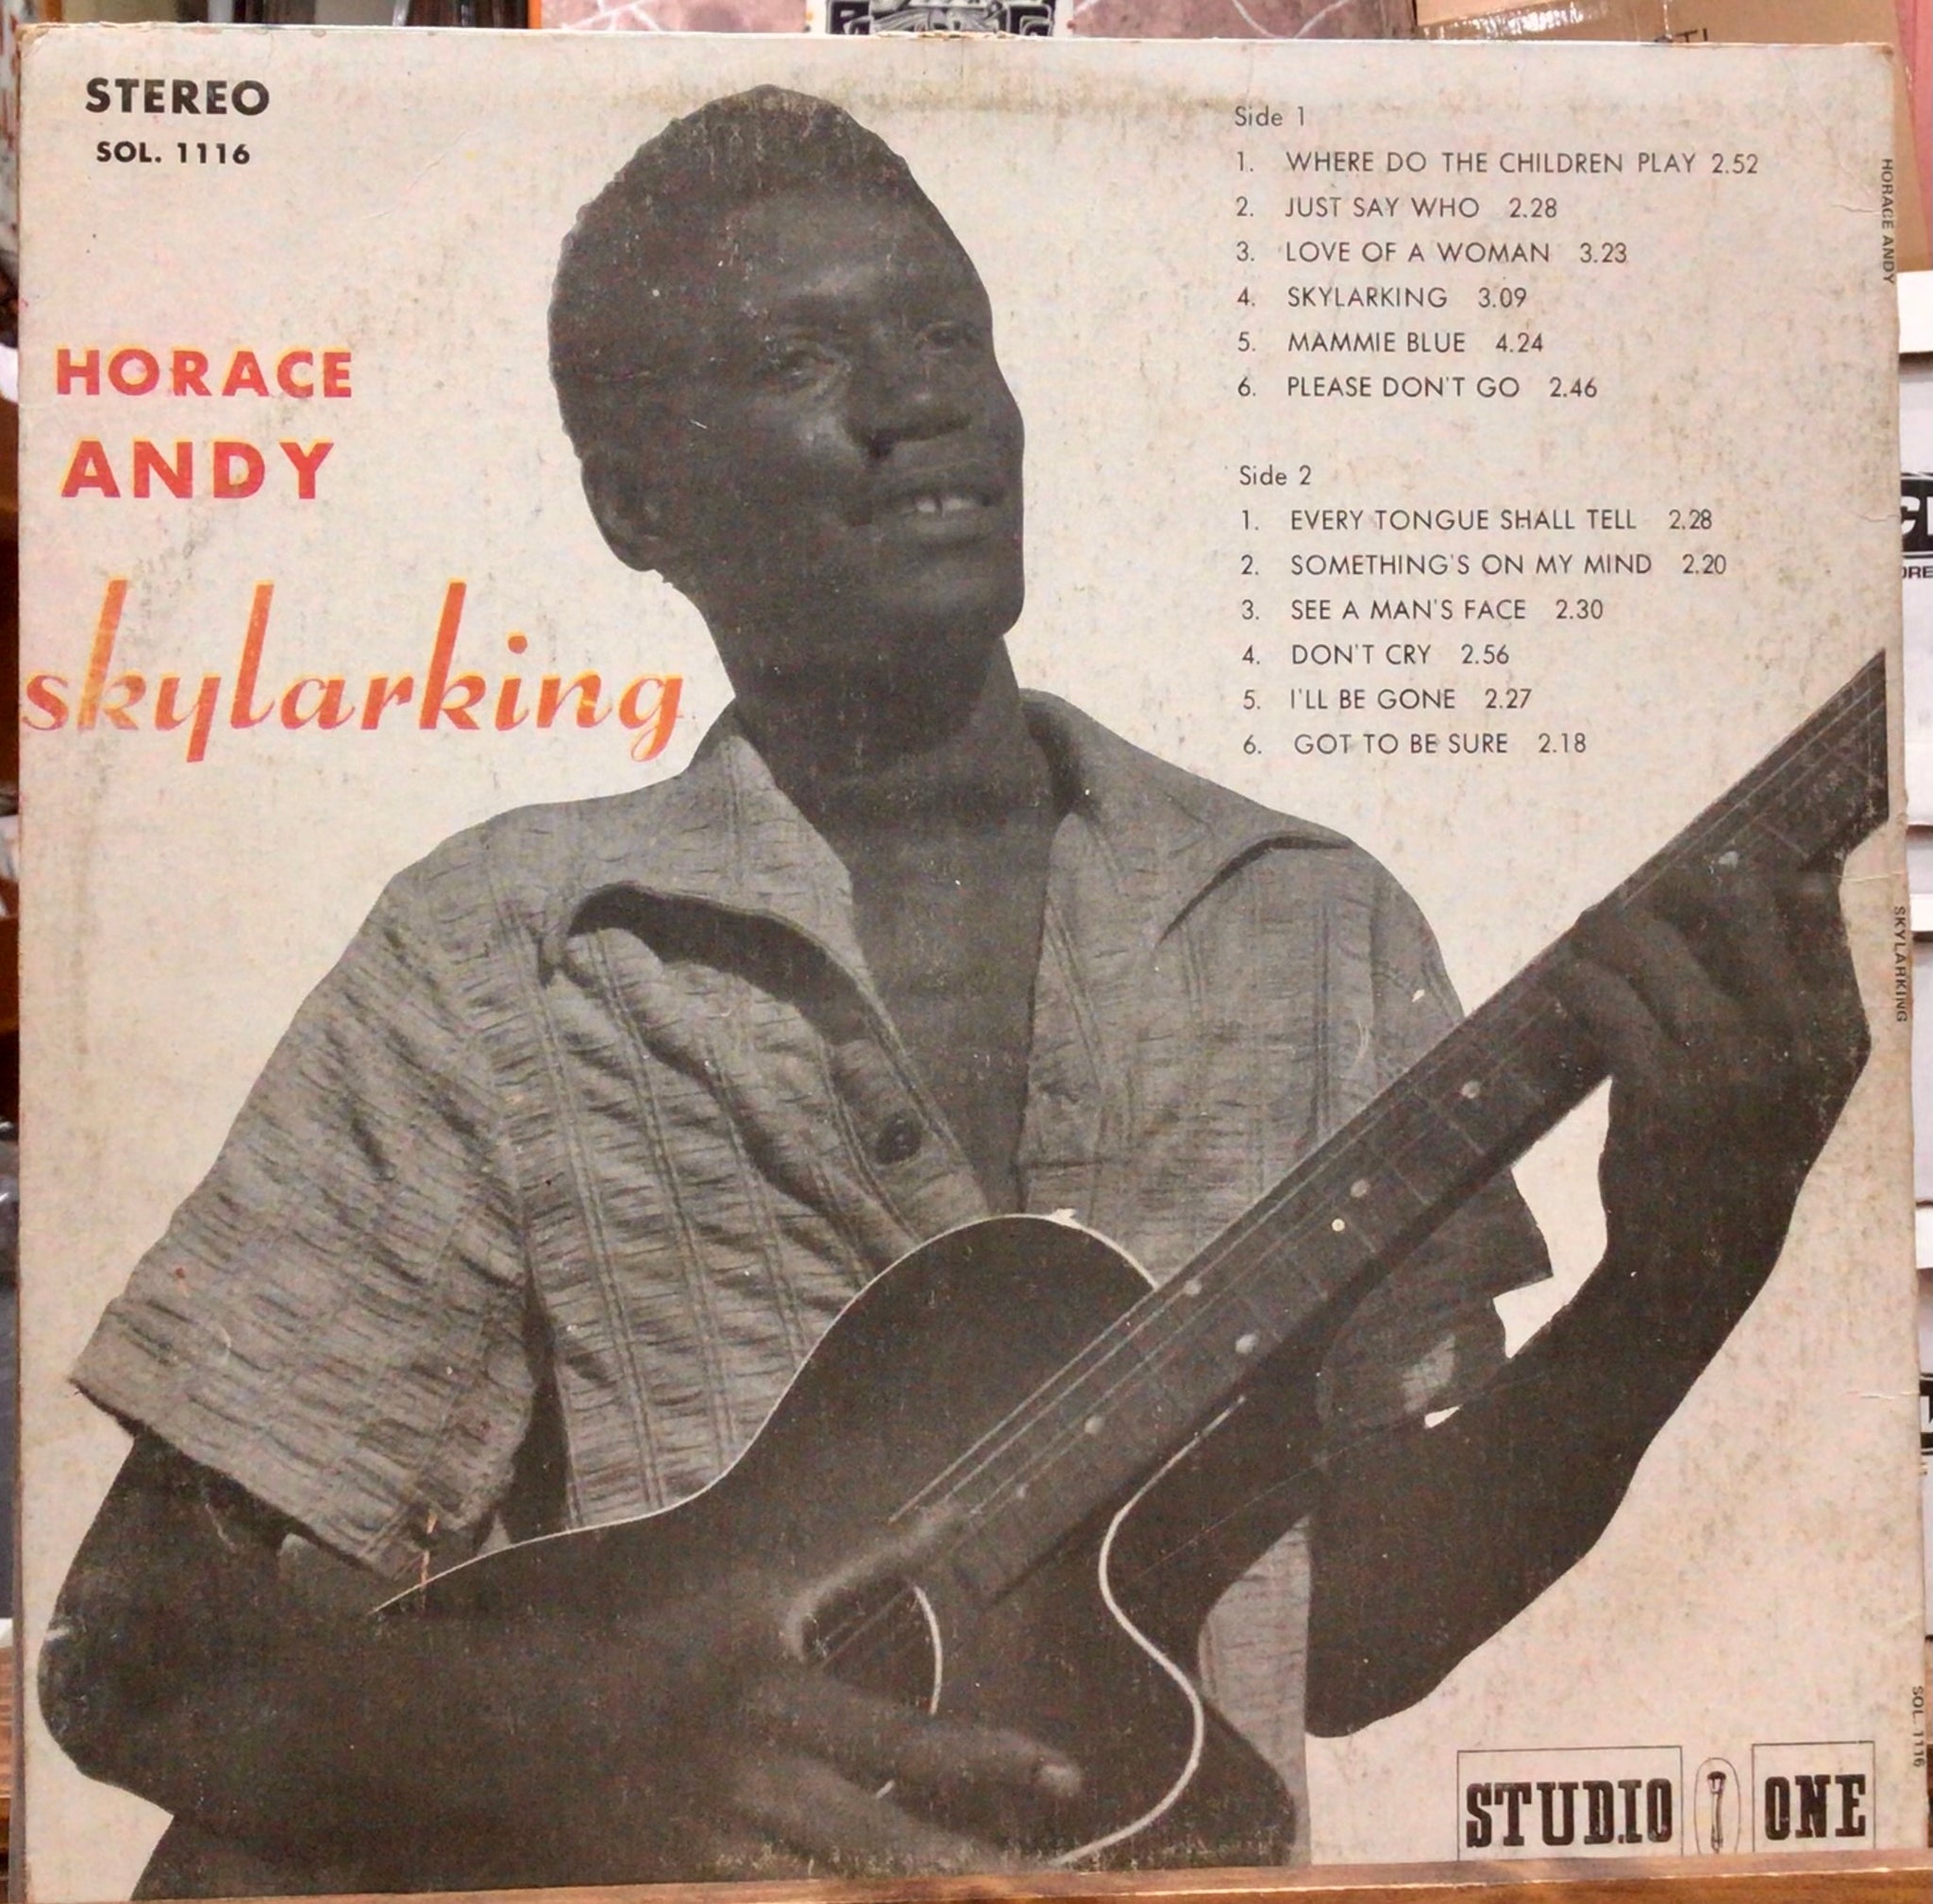 STEREO
SOL. 1116
HORACE
ANDY
skylarking
Side 1
1. WHERE DO THE CHILDREN PLAY 2.52
2. JUST SAY WHO 2.28
3. LOVE OF A WOMAN 3.23
4. SKYLARKING 3.09
5. MAMMIE BLUE 4.24
6. PLEASE DON'T GO 2.46
Side 2
1. EVERY TONGUE SHALL TELL 2.28
2. SOMETHING'S ON MY MIND 2.20
3. SEE A MAN'S FACE 2.30
4. DON'T CRY 2.56
5. I'LL BE GONE 2.27
6. GOT TO BE SURE 2.18
HORACE ANDY
SKYLARKING
SOL. 1116
STUDIO ONE